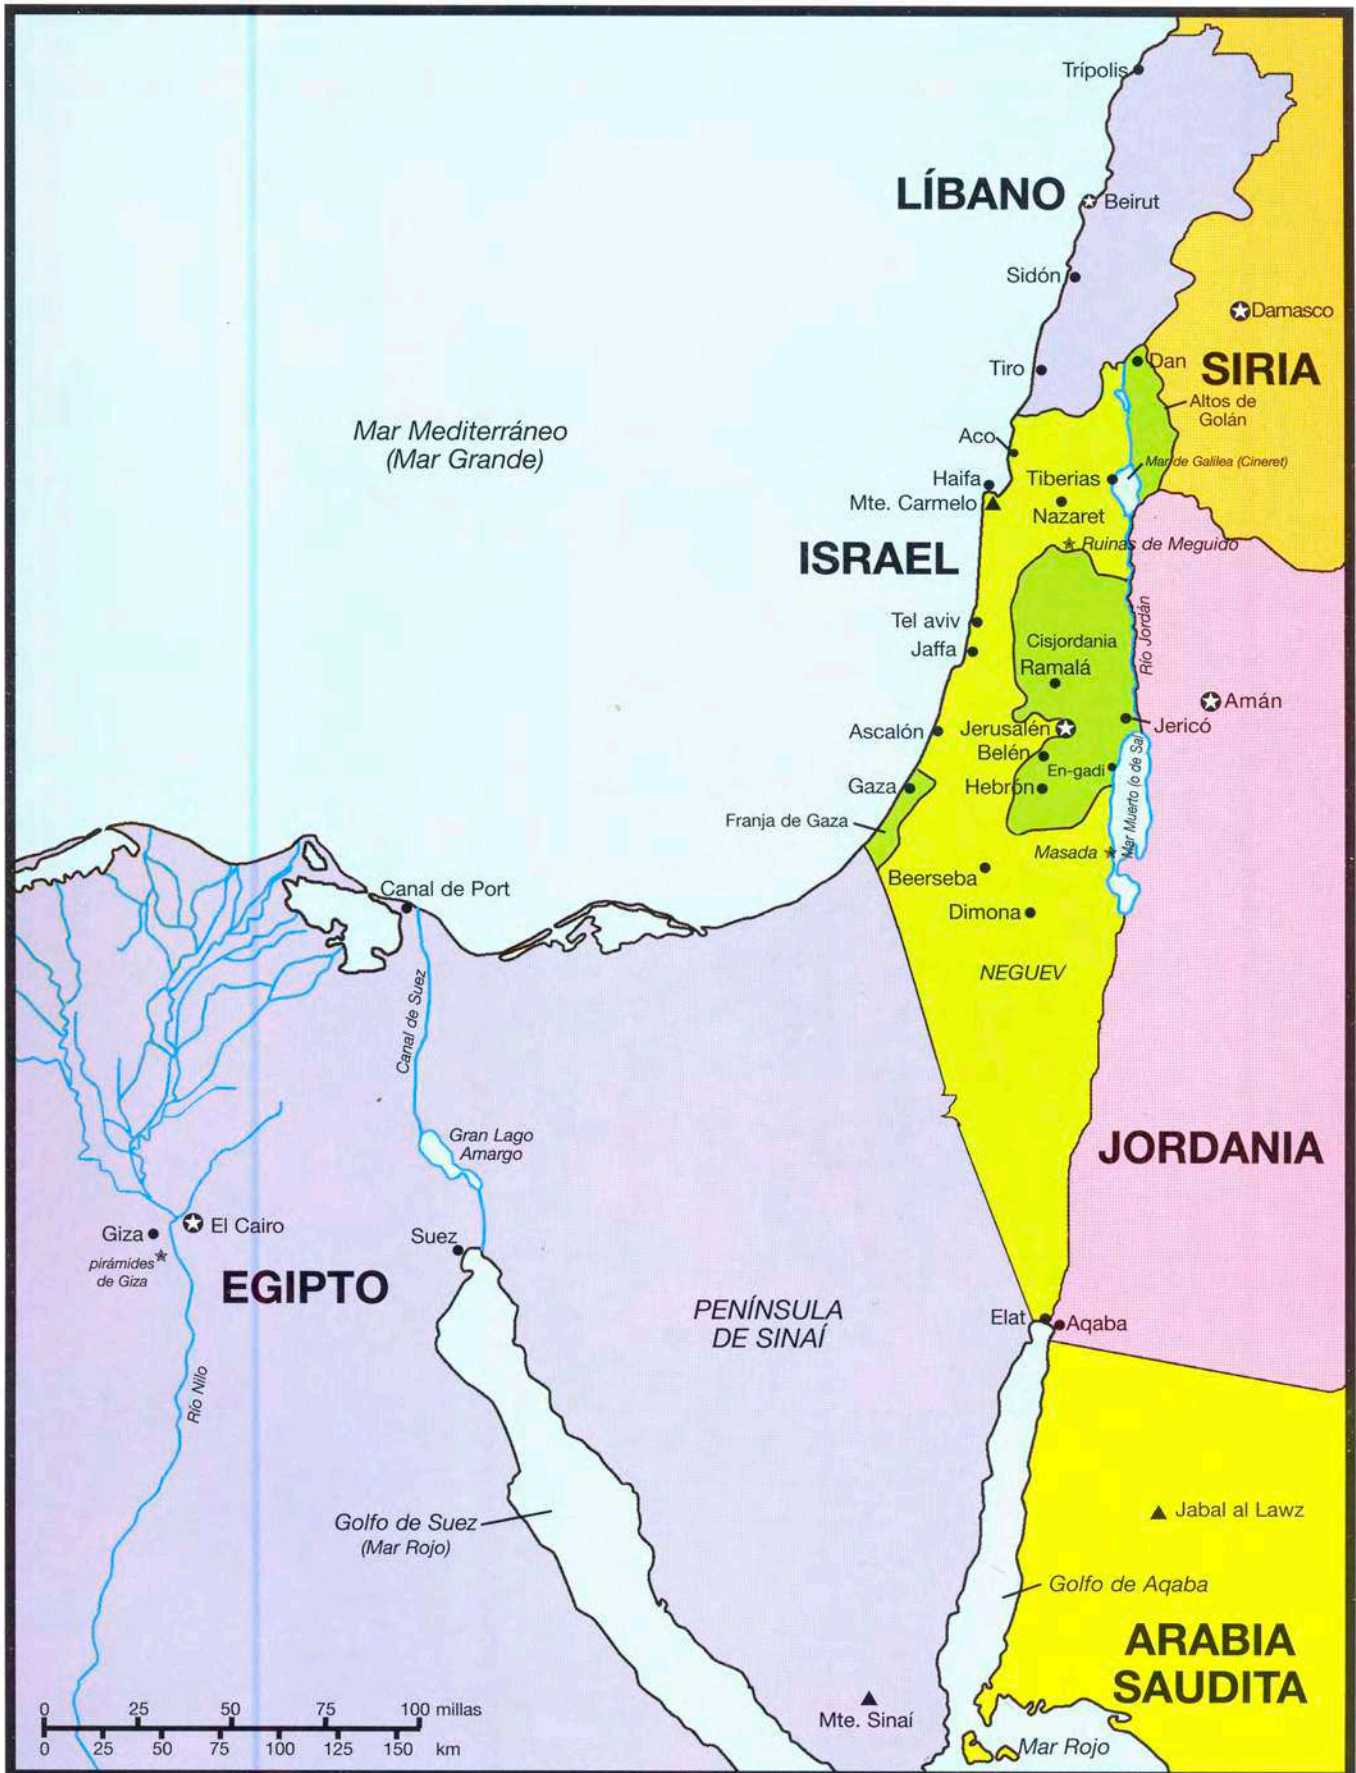 Trípolis
LÍBANO
Beirut
Sidón
Damasco
Tiro
Dan
SIRIA
Altos de
Golán
Mar Mediterráneo
(Mar Grande)
Aco
Mar de Galilea (Cineret)
Haifa
Tiberias
Mte. Carmelo
Nazaret
Ruinas de Meguido
ISRAEL
Tel aviv
Cisjordania
Río Jordán
Jaffa
Ramalá
Amán
Ascalón
Jerusalén
Jericó
Belén
En-gadi
Gaza
Hebrón
Mar Muerto (o de Sal)
Franja de Gaza
Masada
Beerseba
Canal de Port
Dimona
NEGUEV
Canal de Suez
Gran Lago
Amargo
JORDANIA
Giza
El Cairo
Suez
pirámides
de Giza
EGIPTO
PENÍNSULA
DE SINAÍ
Elat
Aqaba
Río Nilo
Jabal al Lawz
Golfo de Suez
(Mar Rojo)
Golfo de Aqaba
ARABIA
SAUDITA
Mte. Sinaí
Mar Rojo
0 25 50 75 100 millas
0 25 50 75 100 125 150 km